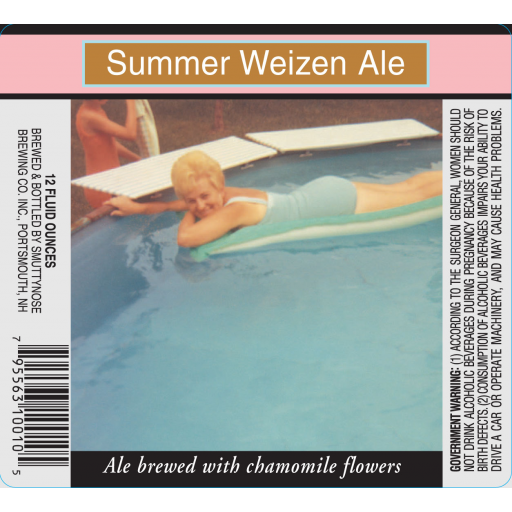 Summer Weizen Ale
12 FLUID OUNCES
BREWED & BOTTLED BY SMUTTYNOSE
BREWING CO. INC., PORTSMOUTH, NH
7 95563 10010 5
Ale brewed with chamomile flowers
GOVERNMENT WARNING: (1) ACCORDING TO THE SURGEON GENERAL, WOMEN SHOULD
NOT DRINK ALCOHOLIC BEVERAGES DURING PREGNANCY BECAUSE OF THE RISK OF
BIRTH DEFECTS. (2) CONSUMPTION OF ALCOHOLIC BEVERAGES IMPAIRS YOUR ABILITY TO
DRIVE A CAR OR OPERATE MACHINERY, AND MAY CAUSE HEALTH PROBLEMS.